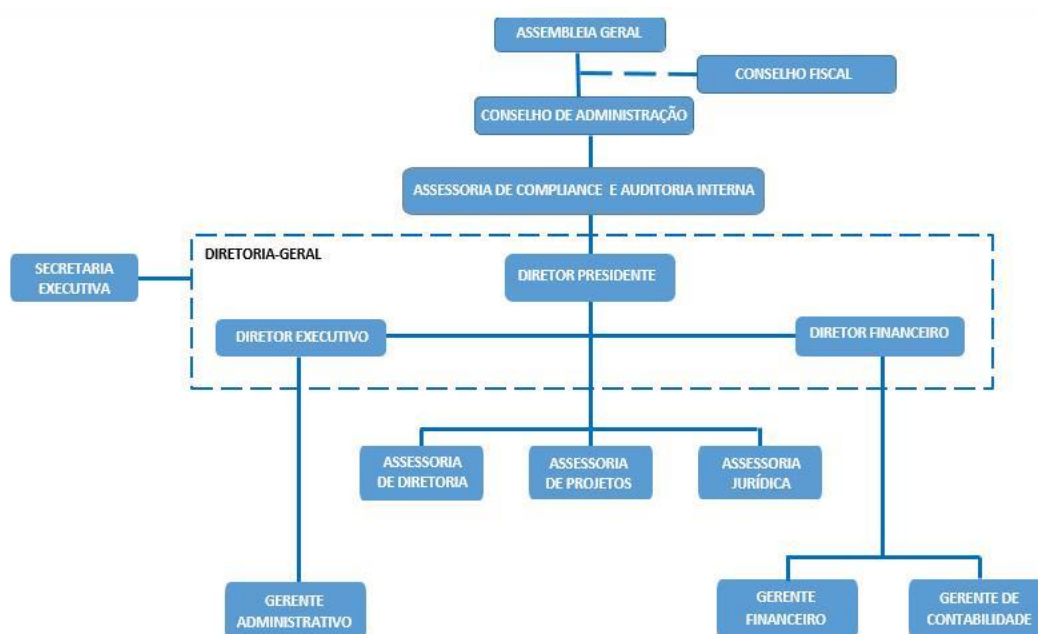 ASSEMBLEIA GERAL
CONSELHO FISCAL
CONSELHO DE ADMINISTRAÇÃO
ASSESSORIA DE COMPLIANCE E AUDITORIA INTERNA
DIRETORIA-GERAL
SECRETARIA
EXECUTIVA
DIRETOR PRESIDENTE
DIRETOR EXECUTIVO
DIRETOR FINANCEIRO
ASSESSORIA
DE DIRETORIA
ASSESSORIA
DE PROJETOS
ASSESSORIA
JURÍDICA
GERENTE
ADMINISTRATIVO
GERENTE
FINANCEIRO
GERENTE DE
CONTABILIDADE